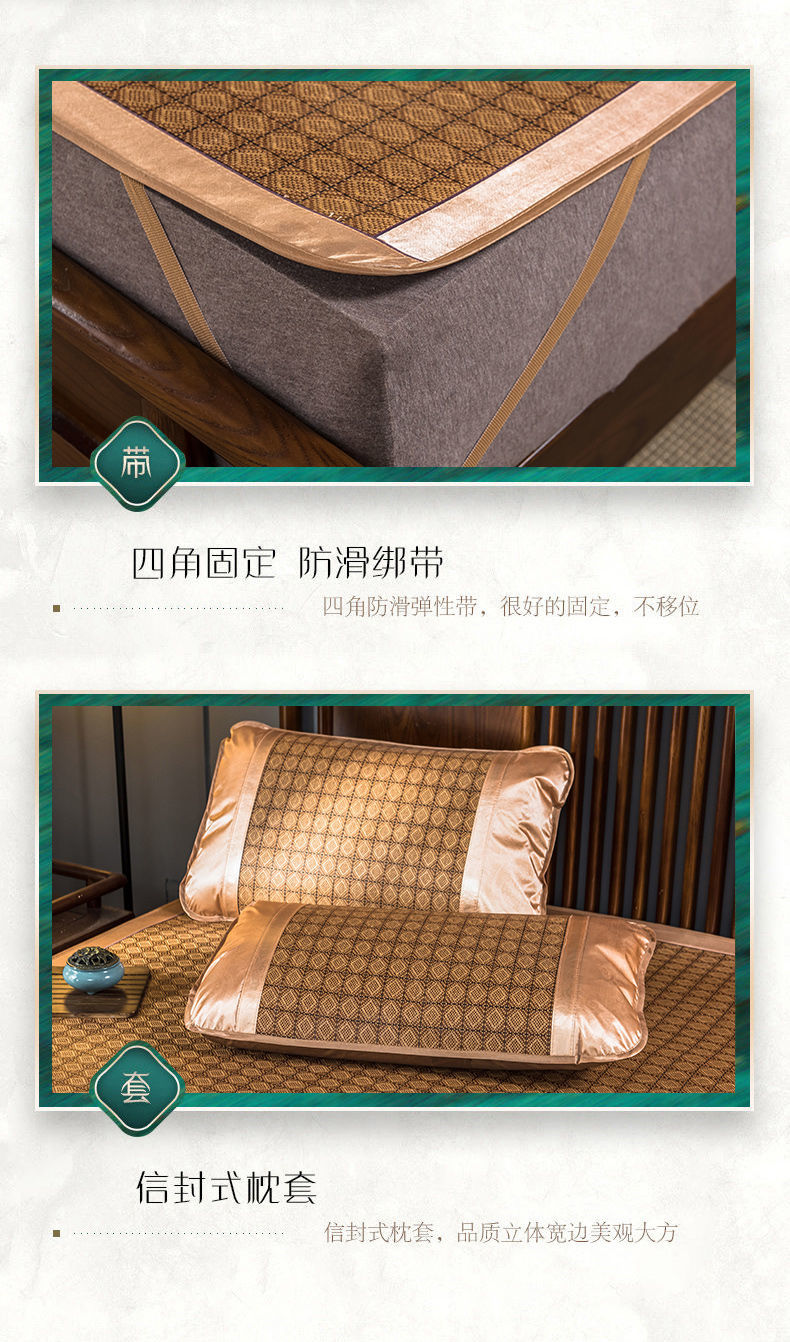 带
四角固定 防滑绑带
四角防滑弹性带，很好的固定，不移位
套
信封式枕套
信封式枕套，品质立体宽边美观大方